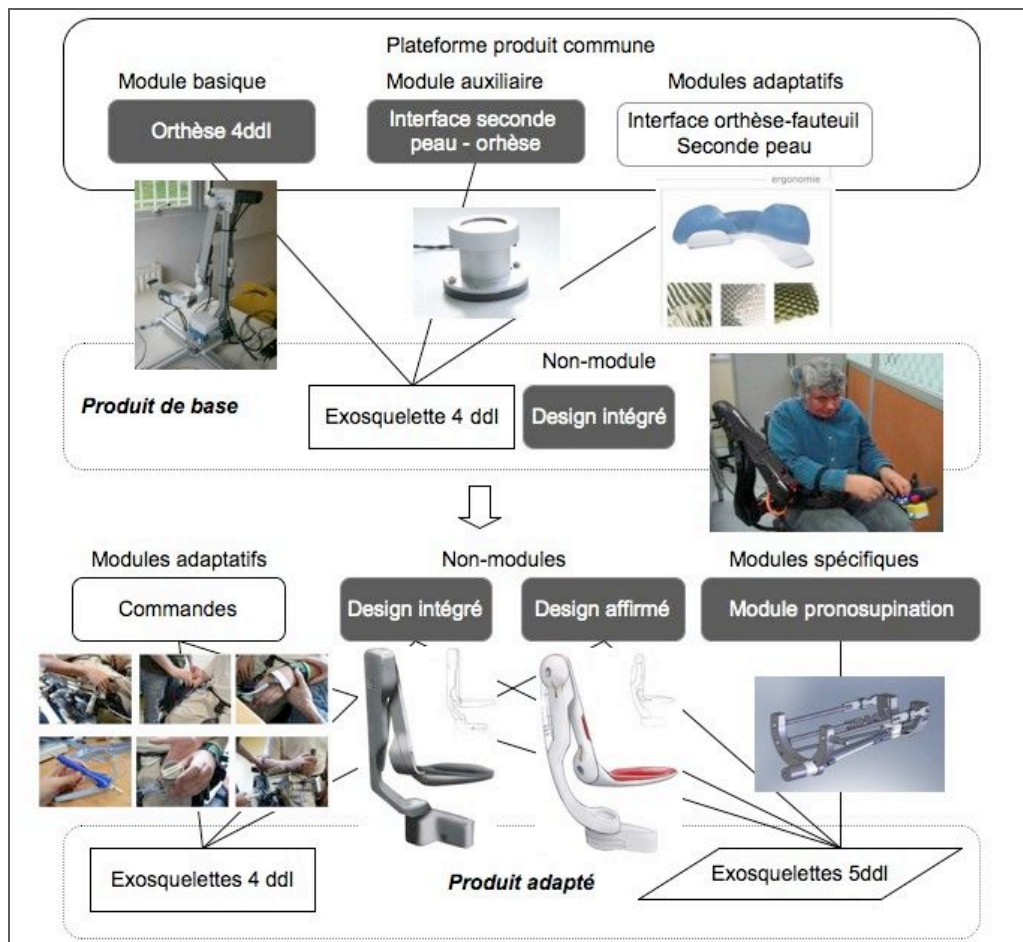 Plateforme produit commune
Module basique
Module auxiliaire
Modules adaptatifs
Orthèse 4ddl
Interface seconde
peau - orhèse
Interface orthèse-fauteuil
Seconde peau
ergonomie
Non-module
Produit de base
Exosquelette 4 ddl
Design intégré
Modules adaptatifs
Non-modules
Modules spécifiques
Commandes
Design intégré
Design affirmé
Module pronosupination
Exosquelettes 4 ddl
Produit adapté
Exosquelettes 5ddl